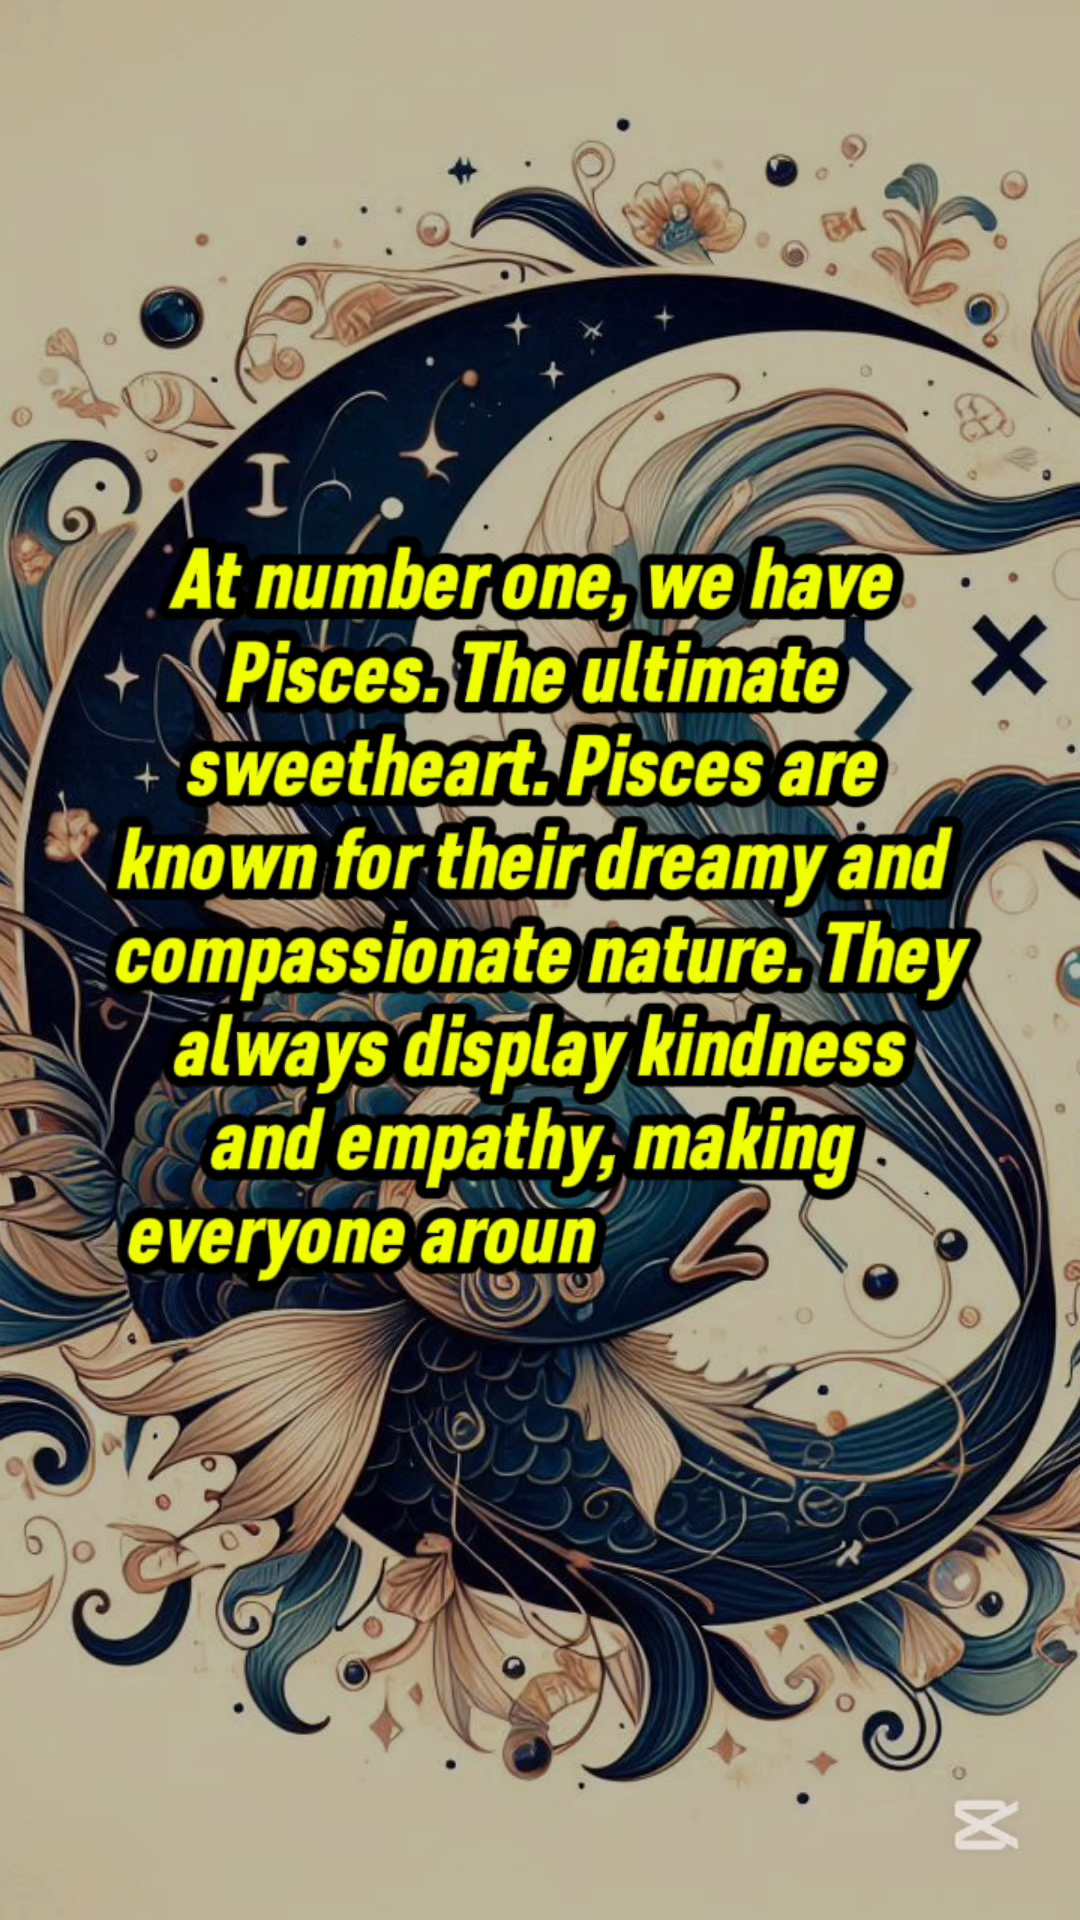 At number one, we have
Pisces. The ultimate
sweetheart. Pisces are
known for their dreamy and
compassionate nature. They
always display kindness
and empathy, making
everyone aroun